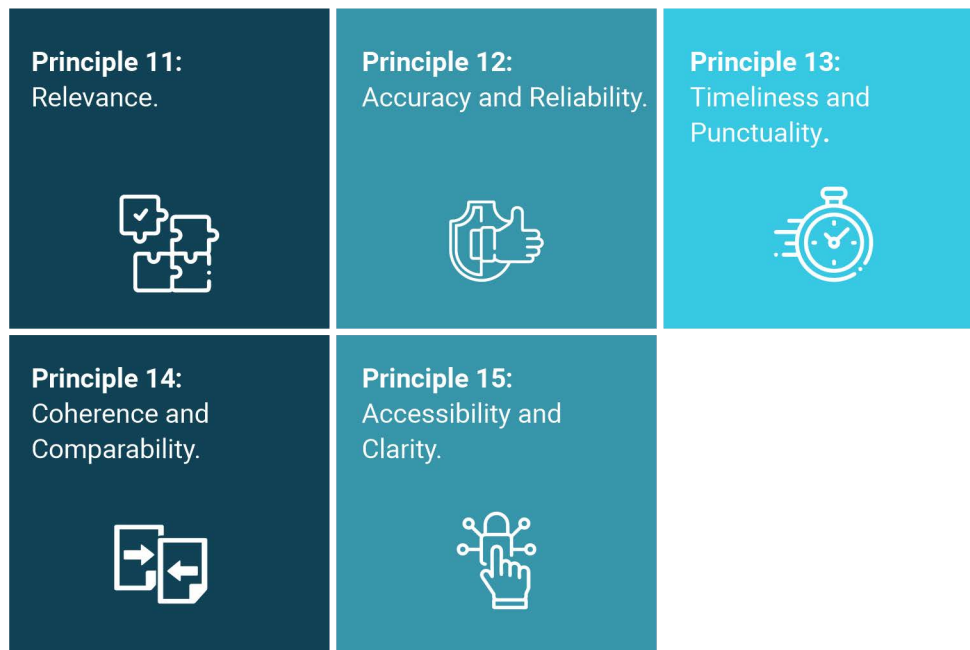 Principle 11:
Relevance.
Principle 12:
Accuracy and Reliability.
Principle 13:
Timeliness and
Punctuality.
Principle 14:
Coherence and
Comparability.
Principle 15:
Accessibility and
Clarity.